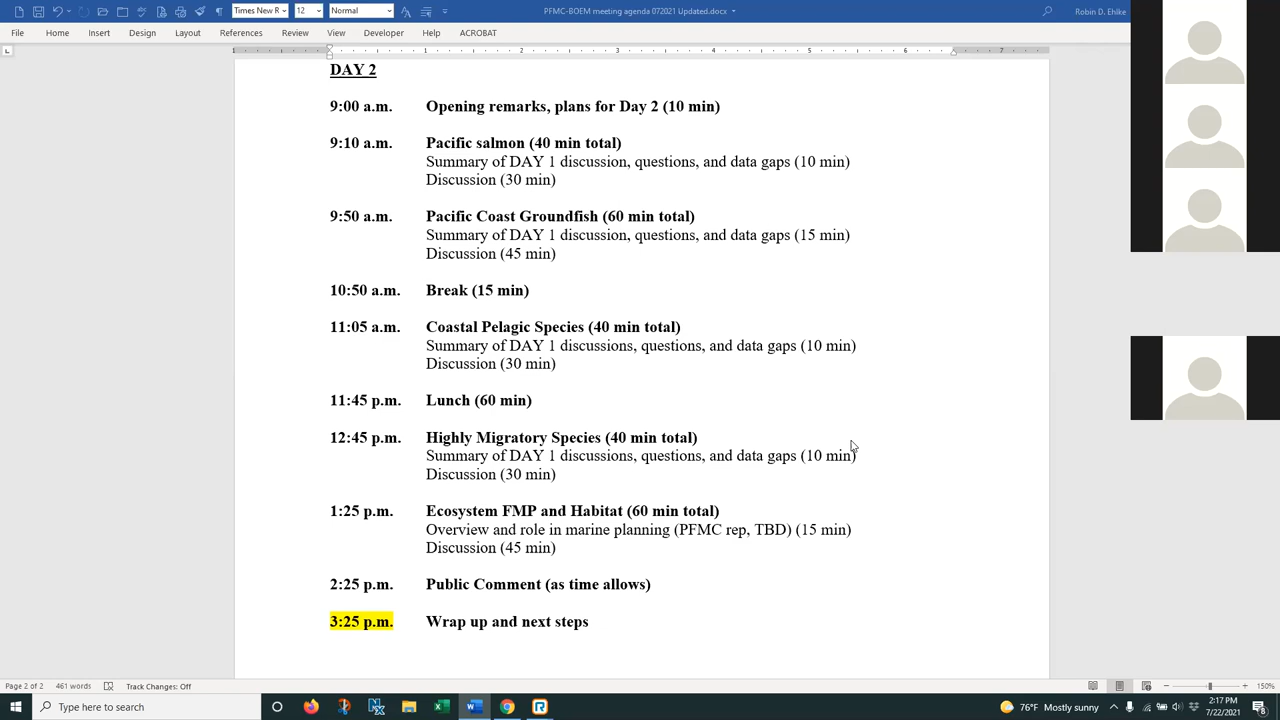 Times New R
12
Normal
PFMC-BOEM meeting agenda 072021 Updated.docx
Robin D. Ehlke
File Home Insert Design Layout References Review View Developer Help ACROBAT
1 1 2 3 4 5 6 7
DAY 2
9:00 a.m. Opening remarks, plans for Day 2 (10 min)
9:10 a.m. Pacific salmon (40 min total)
Summary of DAY 1 discussion, questions, and data gaps (10 min)
Discussion (30 min)
9:50 a.m. Pacific Coast Groundfish (60 min total)
Summary of DAY 1 discussion, questions, and data gaps (15 min)
Discussion (45 min)
10:50 a.m. Break (15 min)
11:05 a.m. Coastal Pelagic Species (40 min total)
Summary of DAY 1 discussions, questions, and data gaps (10 min)
Discussion (30 min)
11:45 p.m. Lunch (60 min)
12:45 p.m. Highly Migratory Species (40 min total)
Summary of DAY 1 discussions, questions, and data gaps (10 min)
Discussion (30 min)
1:25 p.m. Ecosystem FMP and Habitat (60 min total)
Overview and role in marine planning (PFMC rep, TBD) (15 min)
Discussion (45 min)
2:25 p.m. Public Comment (as time allows)
3:25 p.m. Wrap up and next steps
Page 2 of 2 461 words Track Changes: Off 150%
Type here to search
76°F Mostly sunny
2:17 PM
7/22/2021